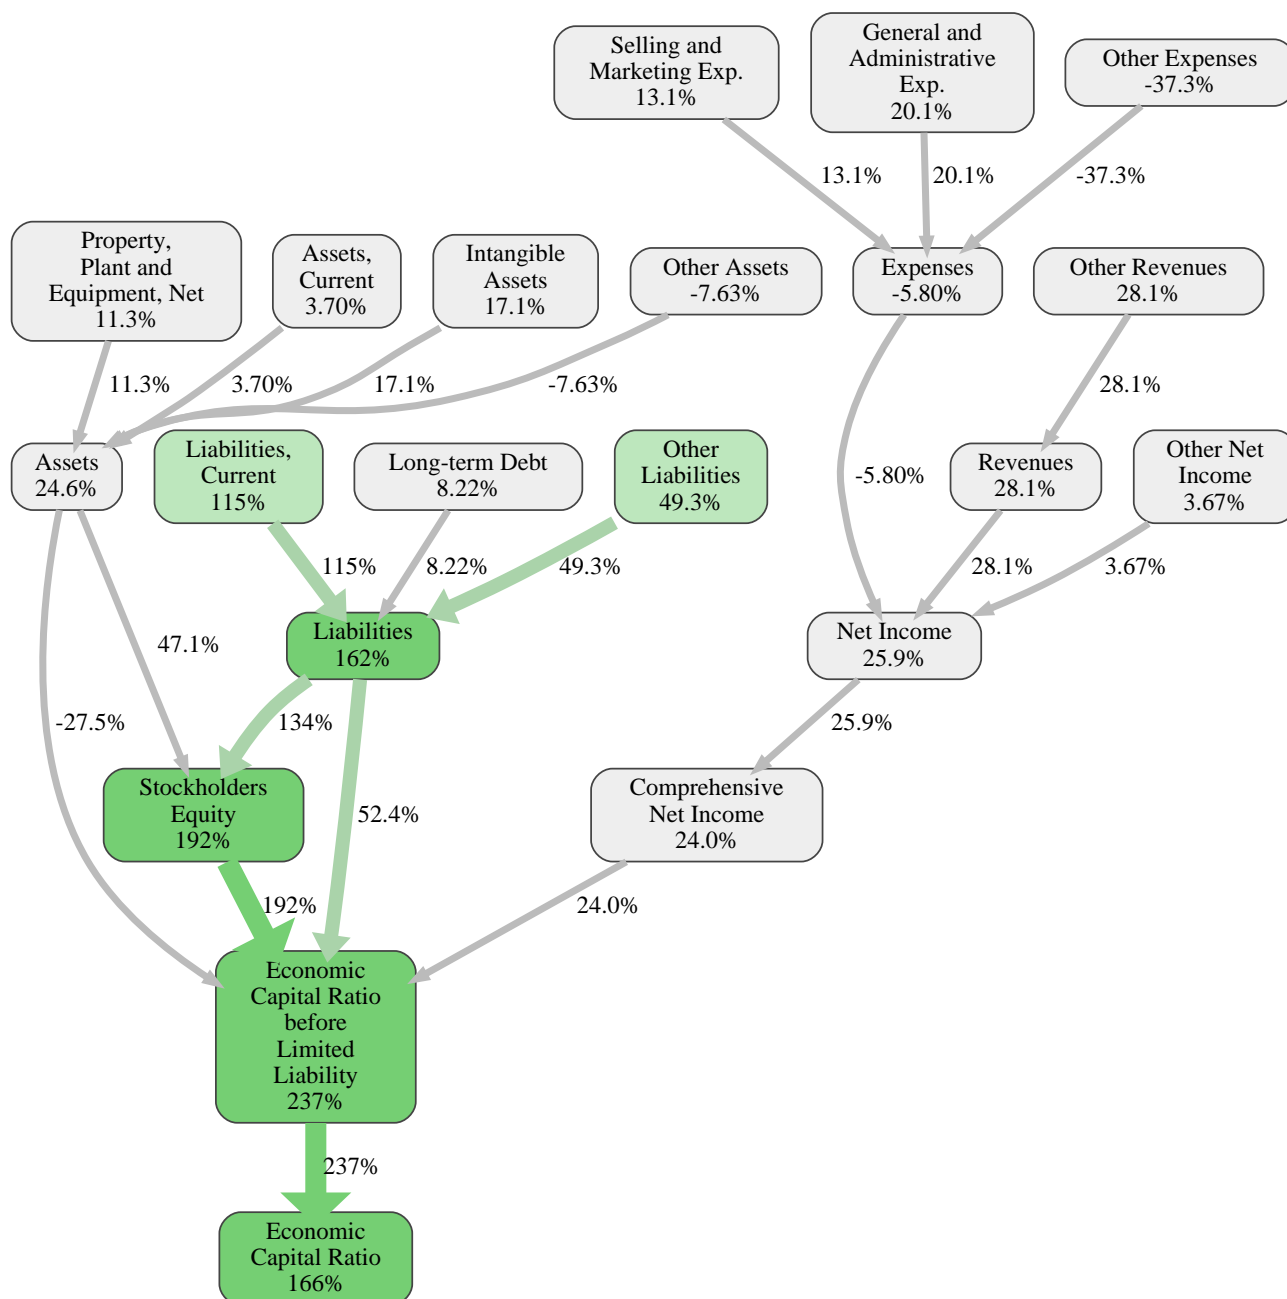 Selling and
Marketing Exp.
13.1%
General and
Administrative
Exp.
20.1%
Other Expenses
-37.3%
13.1%
20.1%
-37.3%
Property,
Plant and
Equipment, Net
11.3%
Assets,
Current
3.70%
Intangible
Assets
17.1%
Other Assets
-7.63%
Expenses
-5.80%
Other Revenues
28.1%
11.3%
3.70%
17.1%
-7.63%
28.1%
Assets
24.6%
Liabilities,
Current
115%
Long-term Debt
8.22%
Other
Liabilities
49.3%
-5.80%
Revenues
28.1%
Other Net
Income
3.67%
115%
8.22%
49.3%
28.1%
3.67%
47.1%
Liabilities
162%
Net Income
25.9%
-27.5%
134%
25.9%
Stockholders
Equity
192%
52.4%
Comprehensive
Net Income
24.0%
192%
24.0%
Economic
Capital Ratio
before
Limited
Liability
237%
237%
Economic
Capital Ratio
166%